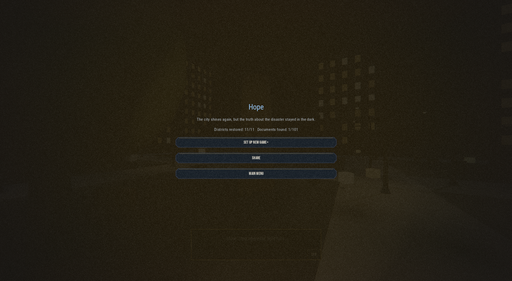 Hope
The city shines again, but the truth about the disaster stayed in the dark.
Districts restored: 11/11 Documents found: 1/101
SET UP NEW GAME+
SHARE
MAIN MENU